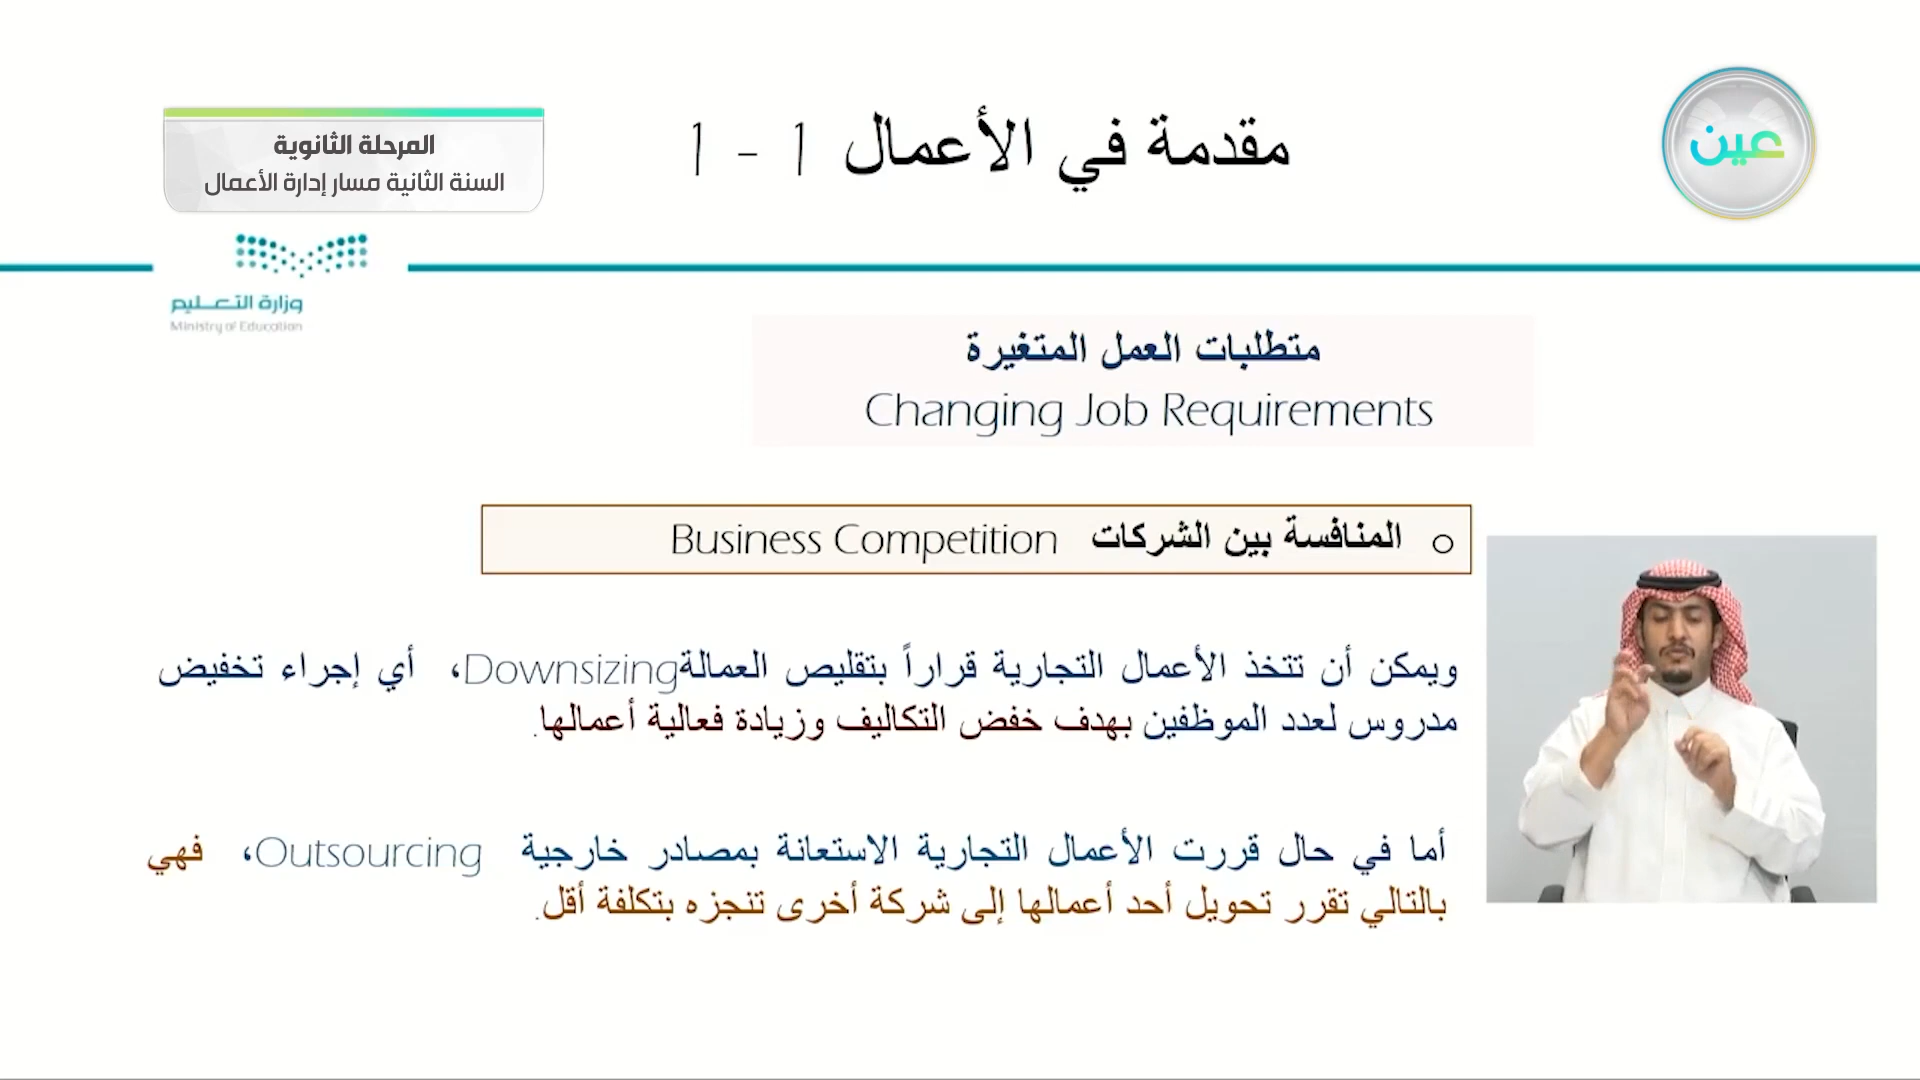 المرحلة الثانوية
السنة الثانية مسار إدارة الأعمال
مقدمة في الأعمال 1 - 1
عين
وزارة التعليم
Ministry of Education
متطلبات العمل المتغيرة
Changing Job Requirements
o المنافسة بين الشركات Business Competition
ويمكن أن تتخذ الأعمال التجارية قراراً بتقليص العمالةDownsizing، أي إجراء تخفيض
مدروس لعدد الموظفين بهدف خفض التكاليف وزيادة فعالية أعمالها.
أما في حال قررت الأعمال التجارية الاستعانة بمصادر خارجية Outsourcing، فهي
بالتالي تقرر تحويل أحد أعمالها إلى شركة أخرى تنجزه بتكلفة أقل.